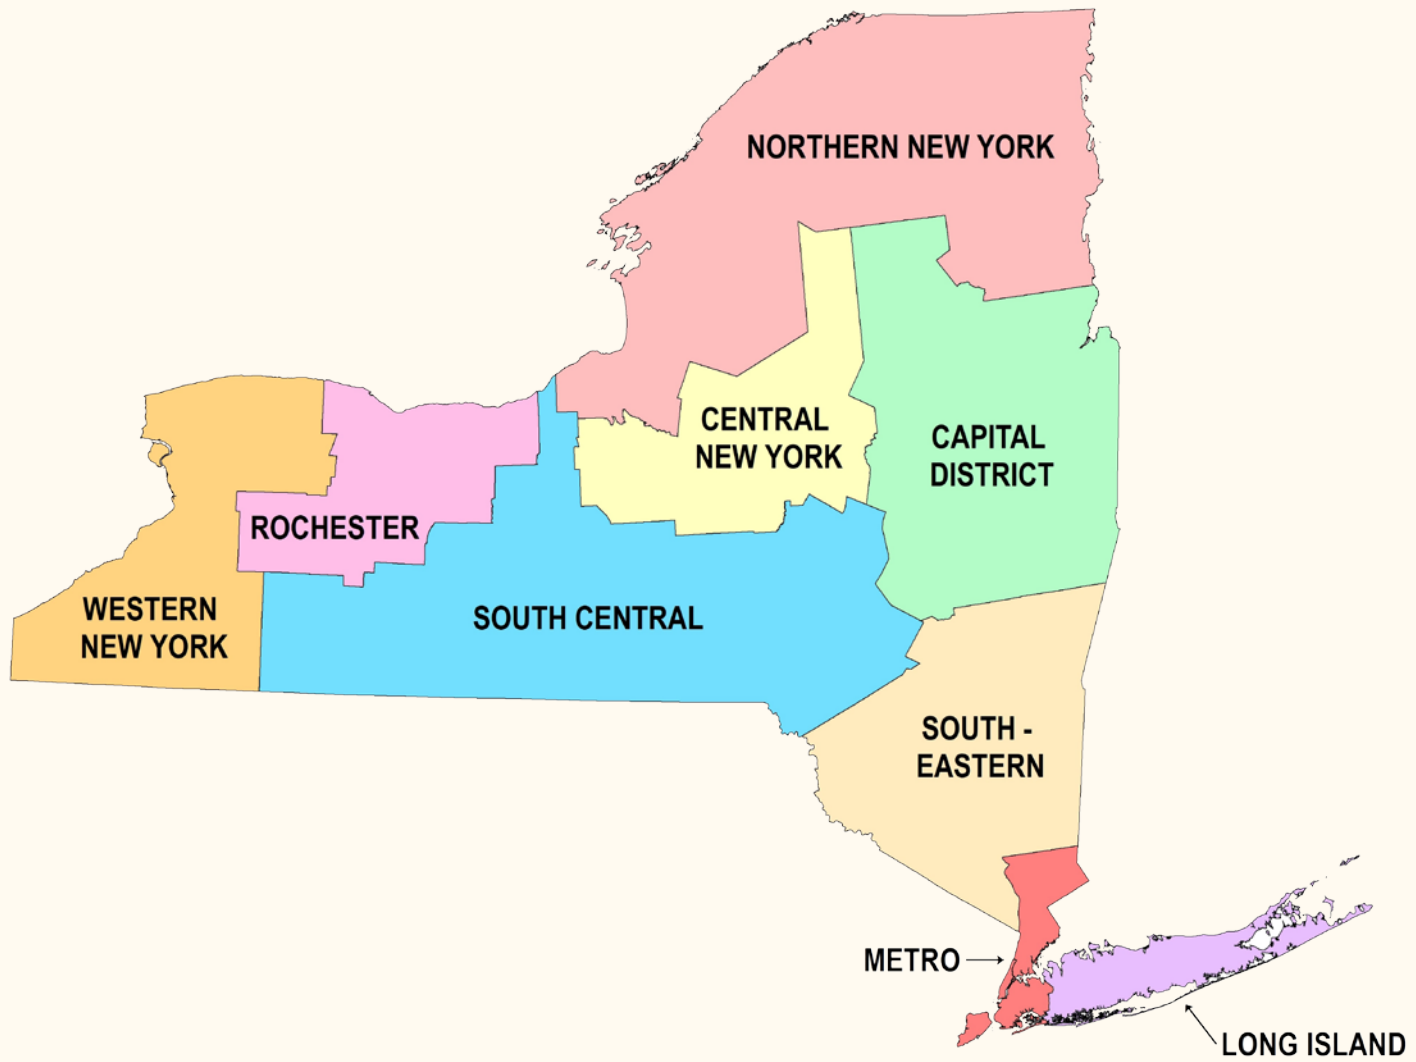 NORTHERN NEW YORK
CENTRAL
NEW YORK
CAPITAL
DISTRICT
ROCHESTER
WESTERN
NEW YORK
SOUTH CENTRAL
SOUTH -
EASTERN
METRO
LONG ISLAND